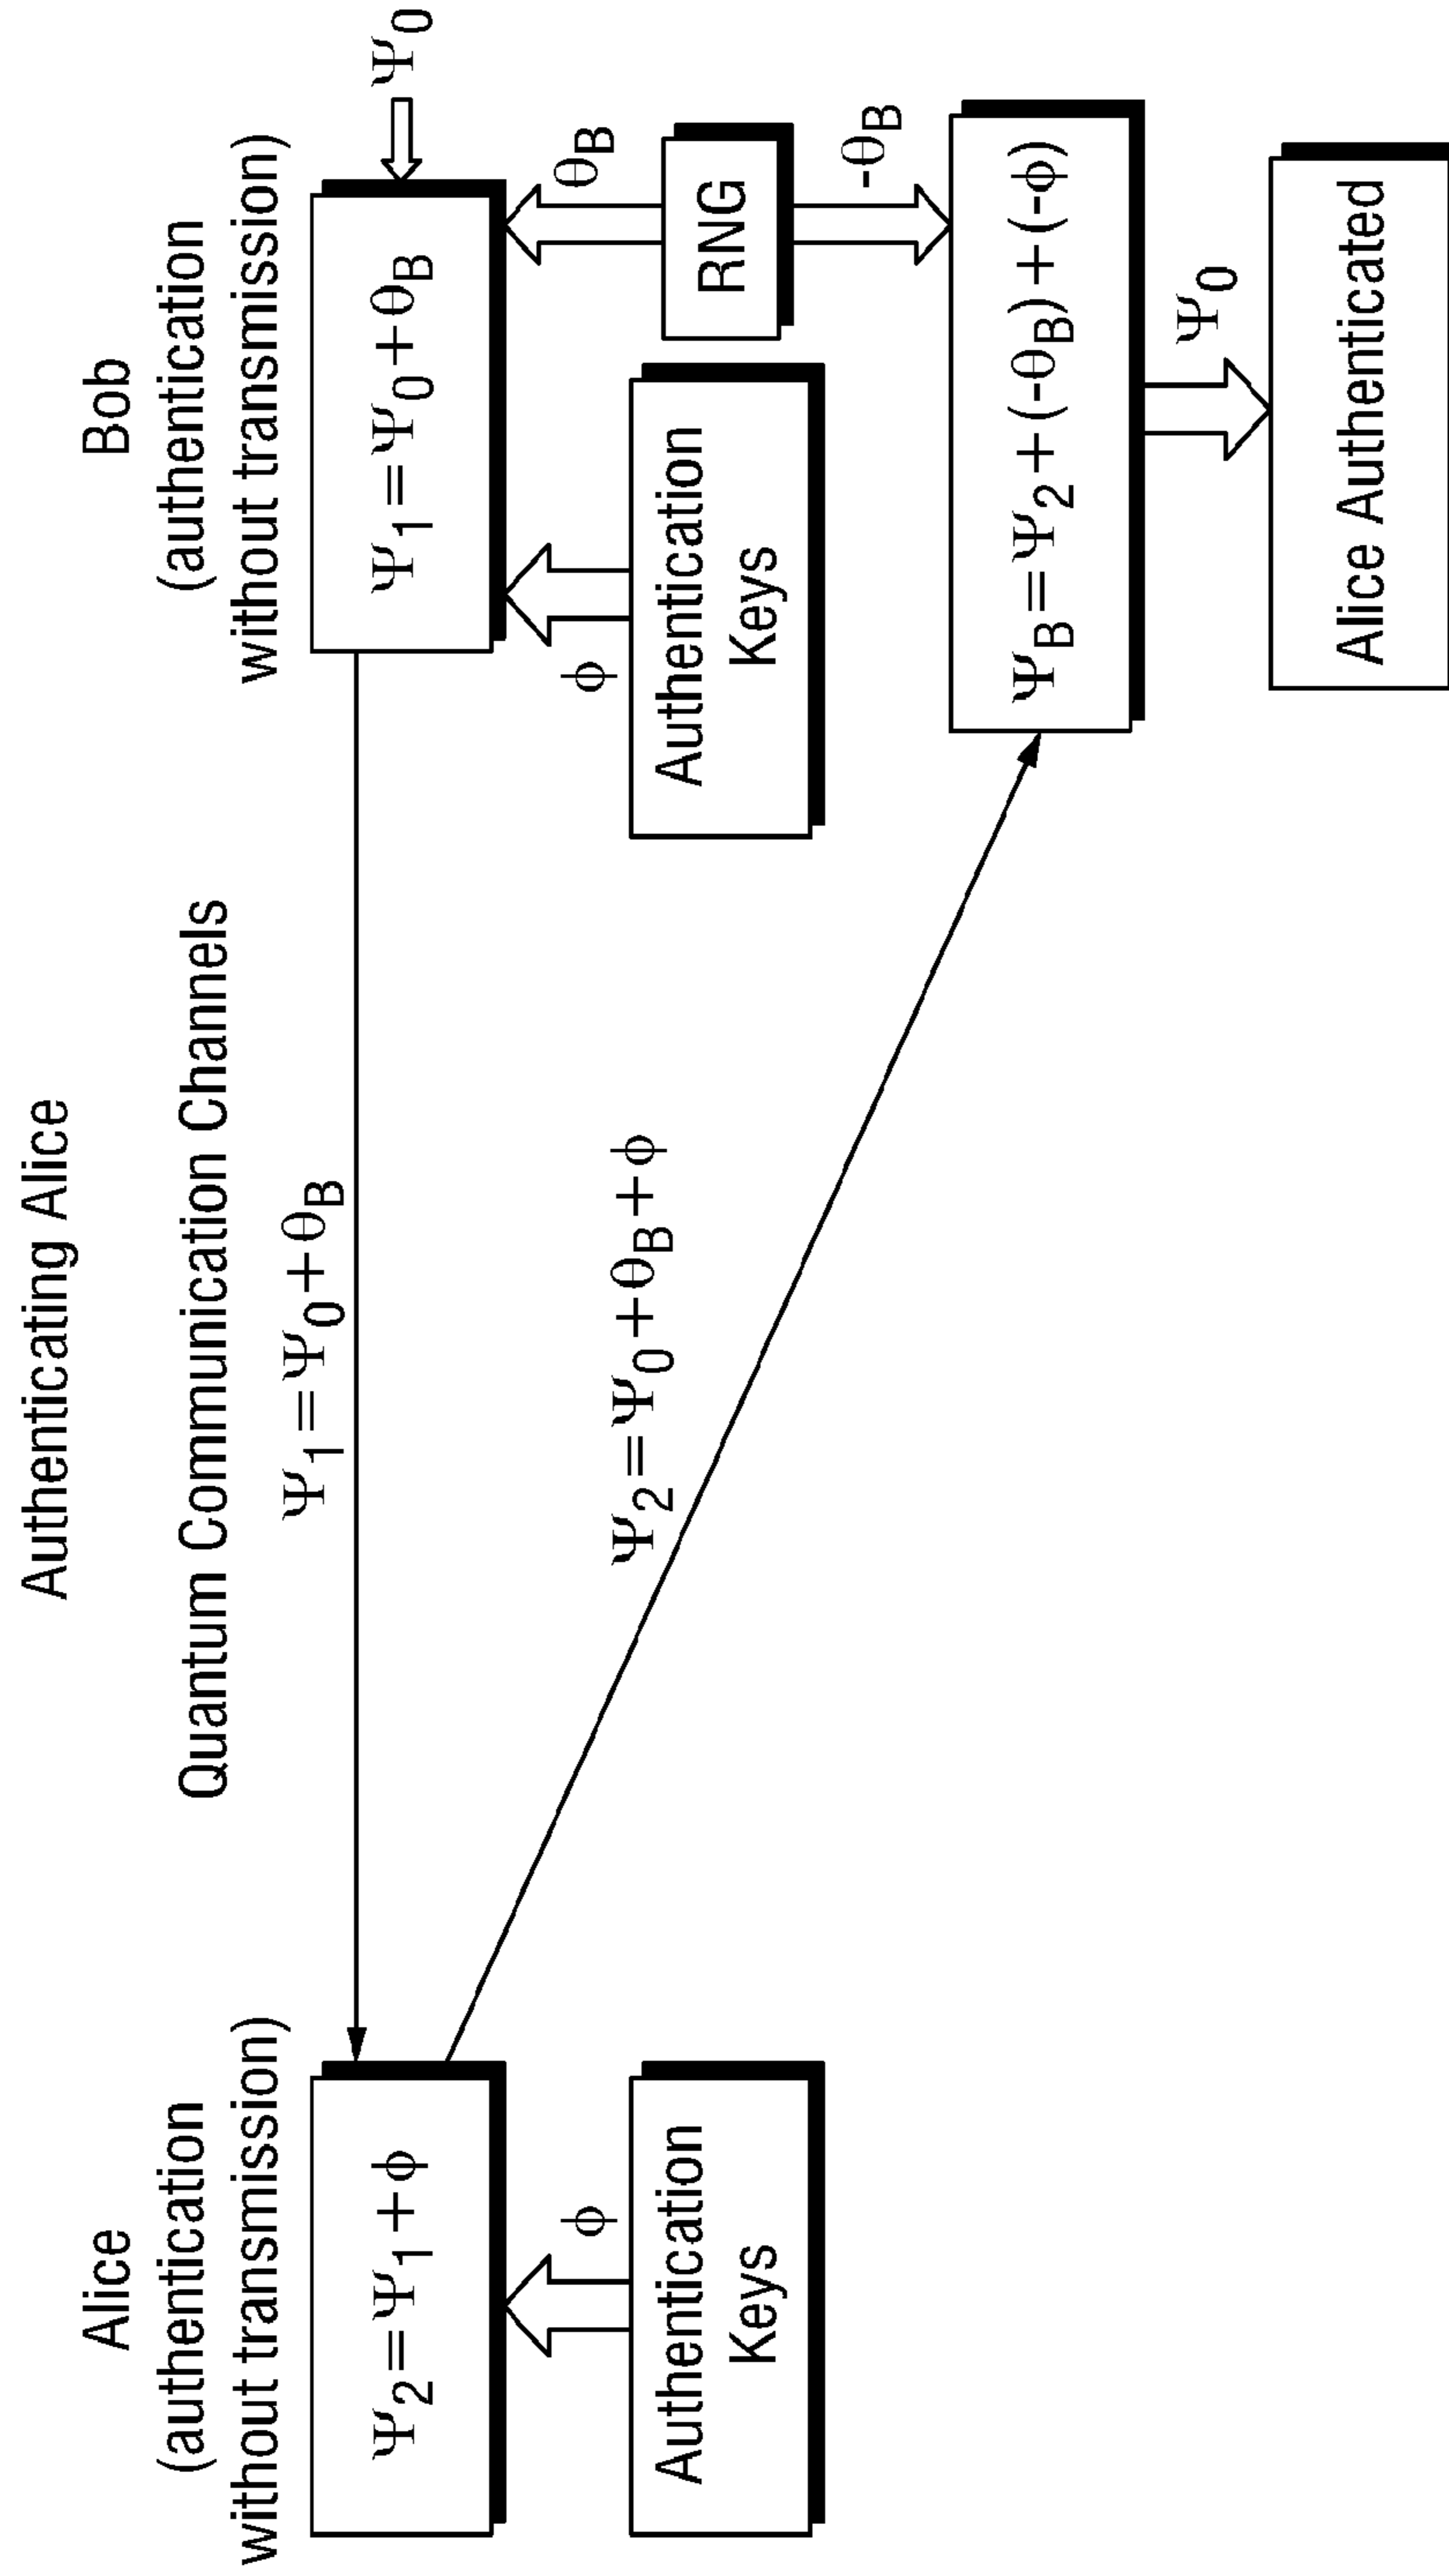 Authenticating Alice
Alice
(authentication
without transmission)
Quantum Communication Channels
Bob
(authentication
without transmission)
Ψ2=Ψ1+ϕ
Ψ1=Ψ0+θB
Ψ1=Ψ0+θB
Ψ0
ϕ
Authentication
Keys
Ψ2=Ψ0+θB+ϕ
ϕ
Authentication
Keys
θB
RNG
-θB
ΨB=Ψ2+(-θB)+(-ϕ)
Ψ0
Alice Authenticated